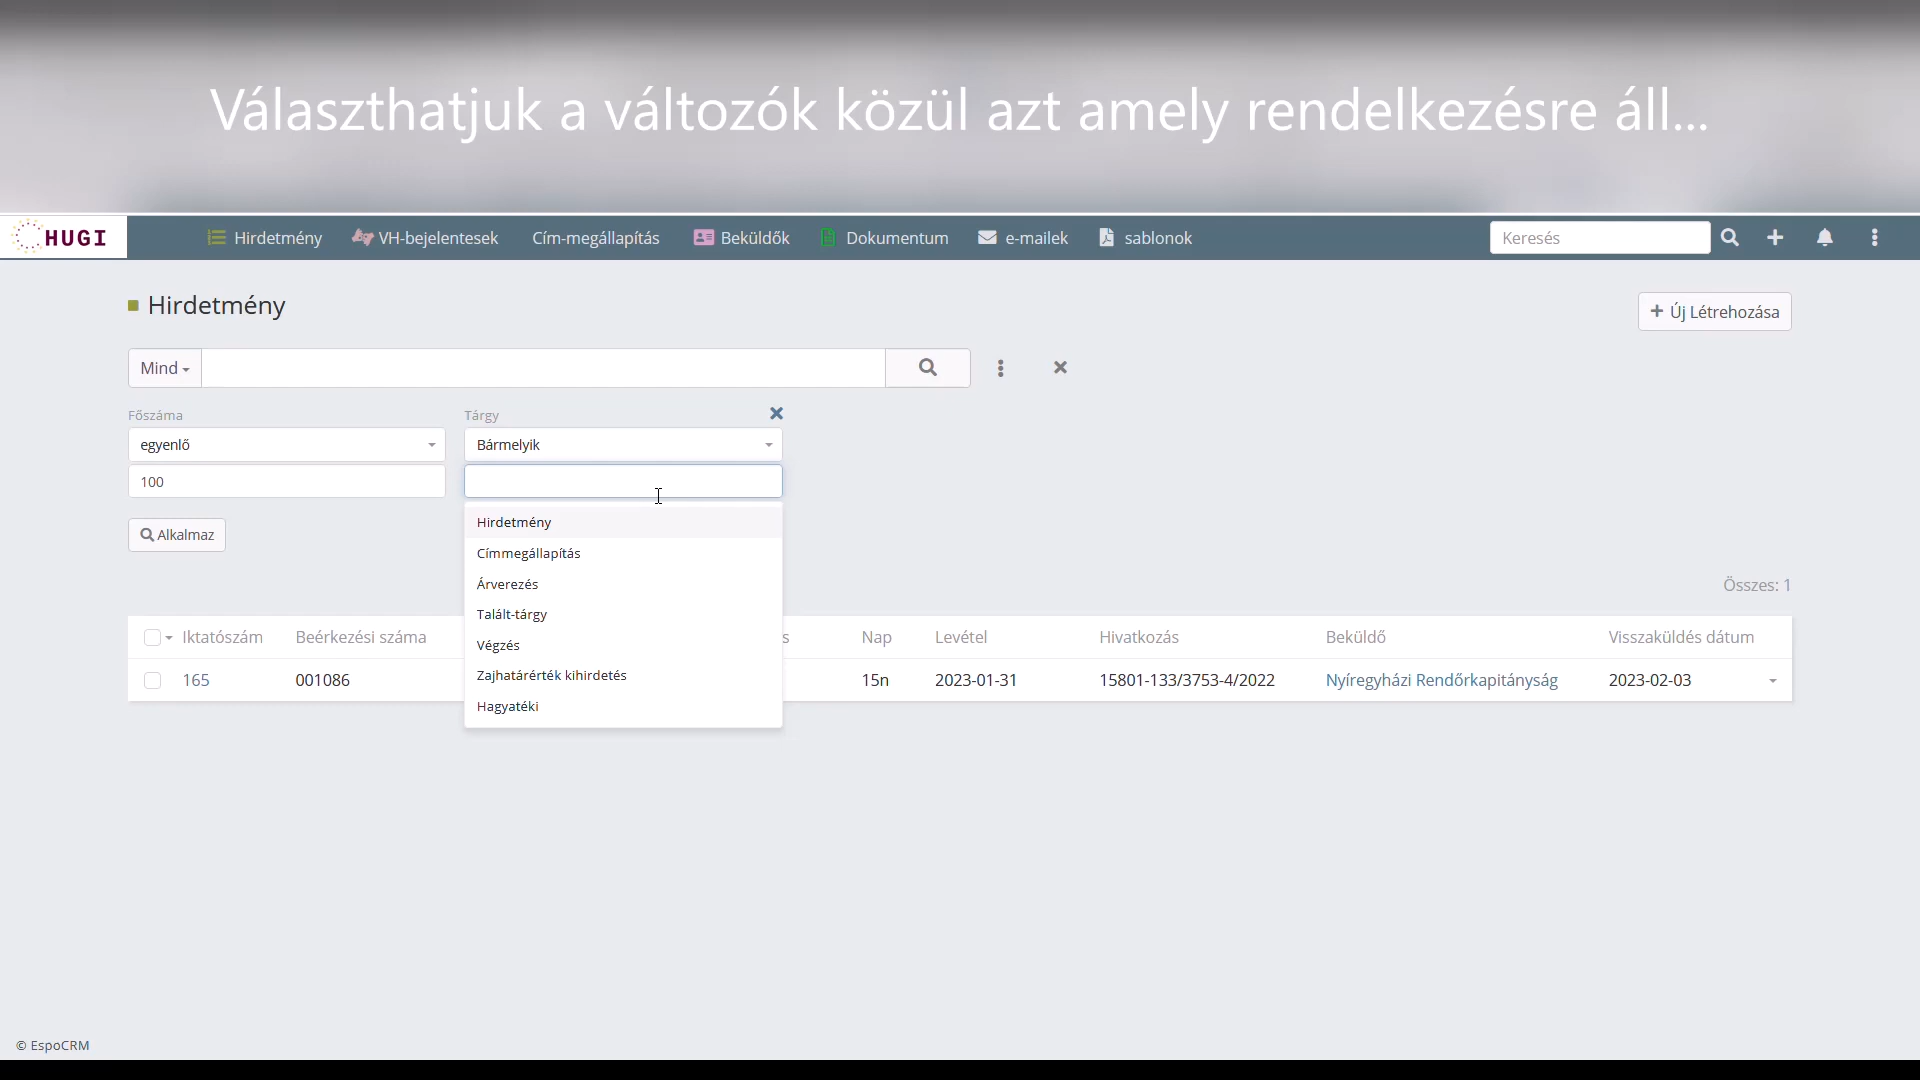 Választhatjuk a változók közül azt amely rendelkezésre áll...
HUGI
Hirdetmény
VH-bejelentesek
Cím-megállapítás
Beküldők
Dokumentum
e-mailek
sablonok
Keresés
Hirdetmény
+ Új Létrehozása
Mind
Főszáma
Tárgy
egyenlő
Bármelyik
100
Alkalmaz
Hirdetmény
Címmegállapítás
Árverezés
Talált-tárgy
Végzés
Zajhatárérték kihirdetés
Hagyatéki
Összes: 1
Iktatószám Beérkezési száma s Nap Levétel Hivatkozás Beküldő Visszaküldés dátum
165 001086 15n 2023-01-31 15801-133/3753-4/2022 Nyíregyházi Rendőrkapitányság 2023-02-03
© EspoCRM